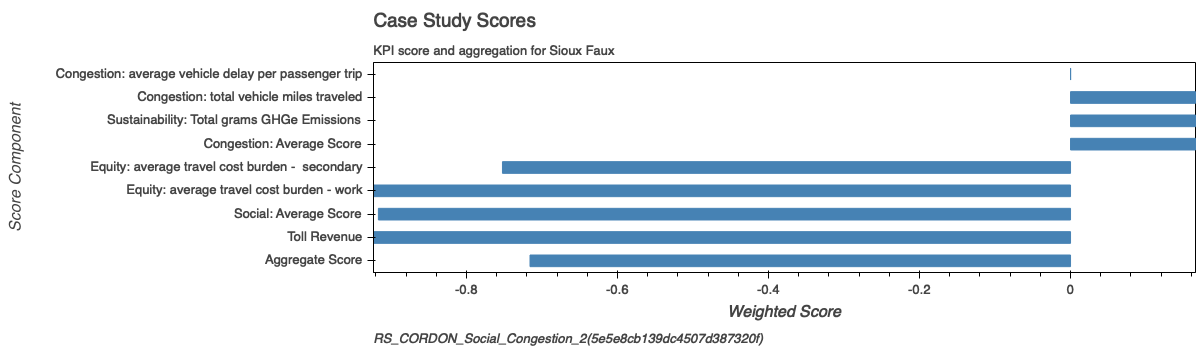 Case Study Scores
KPI score and aggregation for Sioux Faux
Score Component
Congestion: average vehicle delay per passenger trip
Congestion: total vehicle miles traveled
Sustainability: Total grams GHGe Emissions
Congestion: Average Score
Equity: average travel cost burden -  secondary
Equity: average travel cost burden - work
Social: Average Score
Toll Revenue
Aggregate Score
-0.8 -0.6 -0.4 -0.2 0
Weighted Score
RS_CORDON_Social_Congestion_2(5e5e8cb139dc4507d387320f)